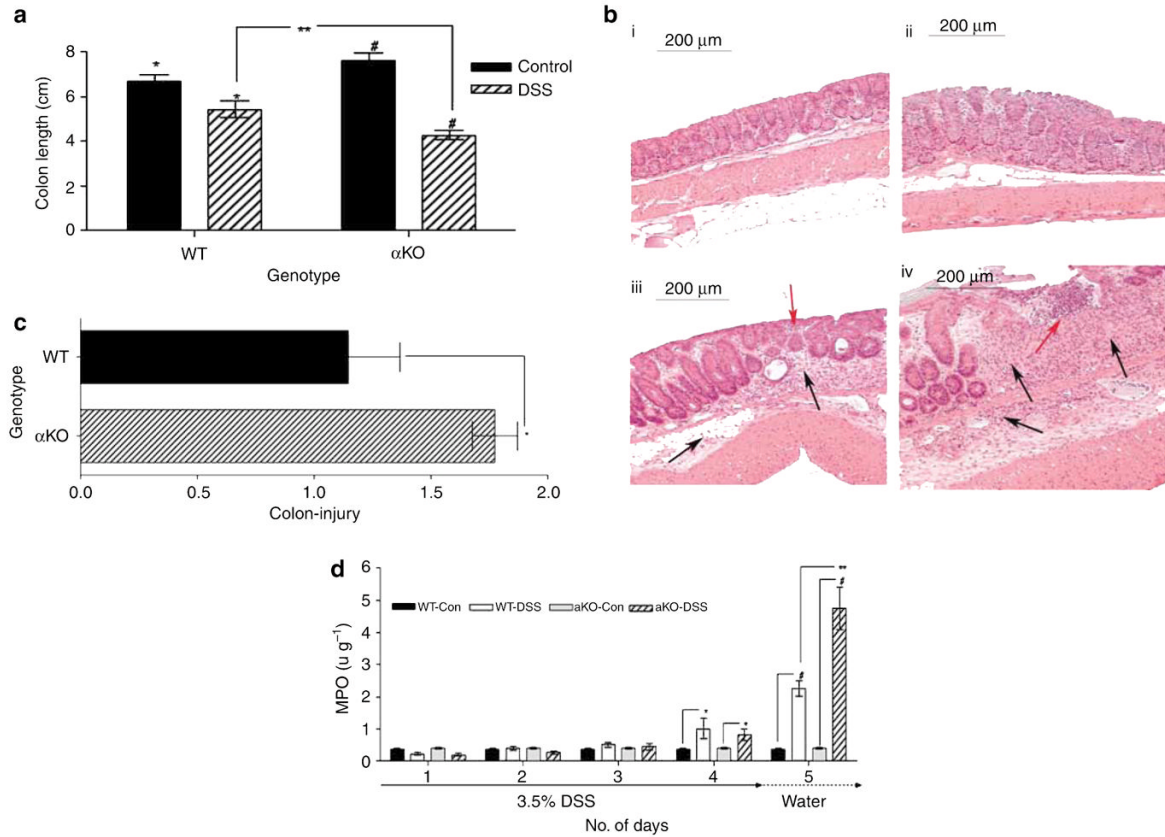 a
**
8
6
4
2
0
Colon length (cm)
*
*
#
#
Control
DSS
WT
αKO
Genotype
b
i
200 μm
ii
200 μm
iii
200 μm
iv
200 μm
c
Genotype
WT
αKO
*
0.0 0.5 1.0 1.5 2.0
Colon-injury
d
6
5
4
3
2
1
0
MPO (u g⁻¹)
WT-Con WT-DSS aKO-Con aKO-DSS
*
*
#
**
#
1 2 3 4 5
3.5% DSS Water
No. of days